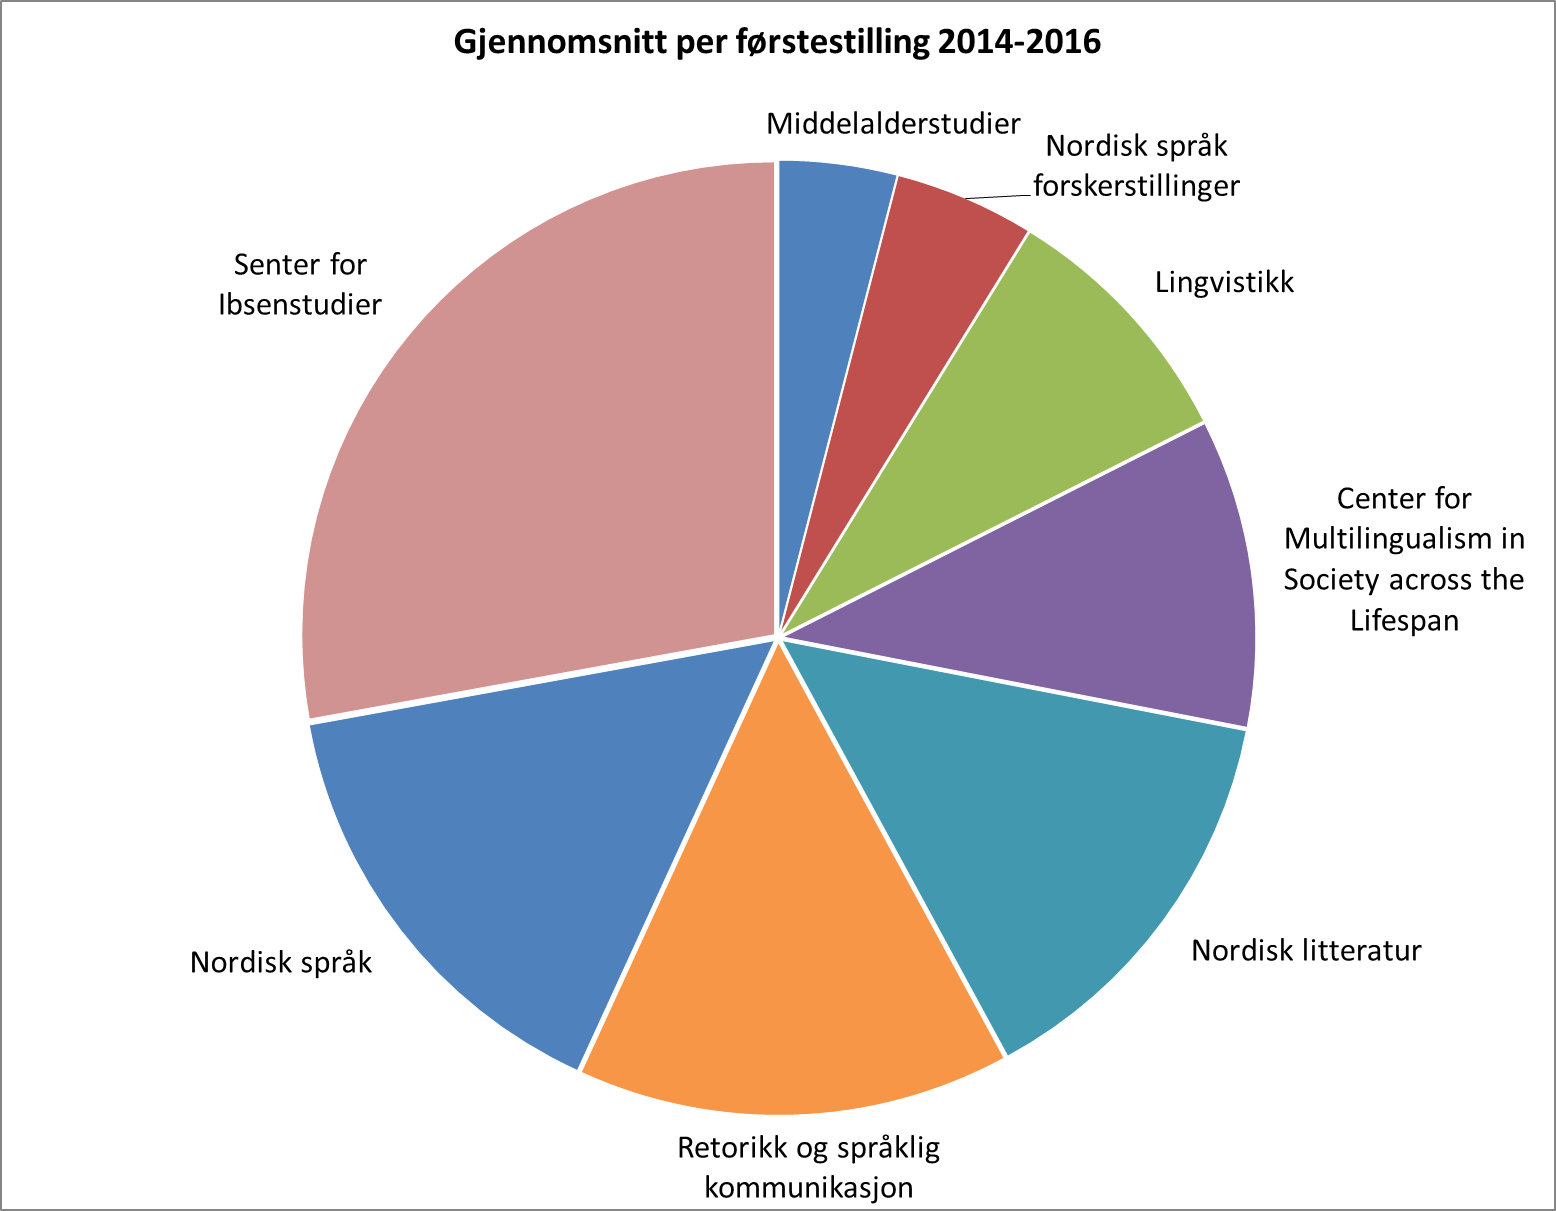 Gjennomsnitt per førstestilling 2014-2016
Middelalderstudier
Nordisk språk
forskerstillinger
Lingvistikk
Center for
Multilingualism in
Society across the
Lifespan
Nordisk litteratur
Retorikk og språklig
kommunikasjon
Nordisk språk
Senter for
Ibsenstudier